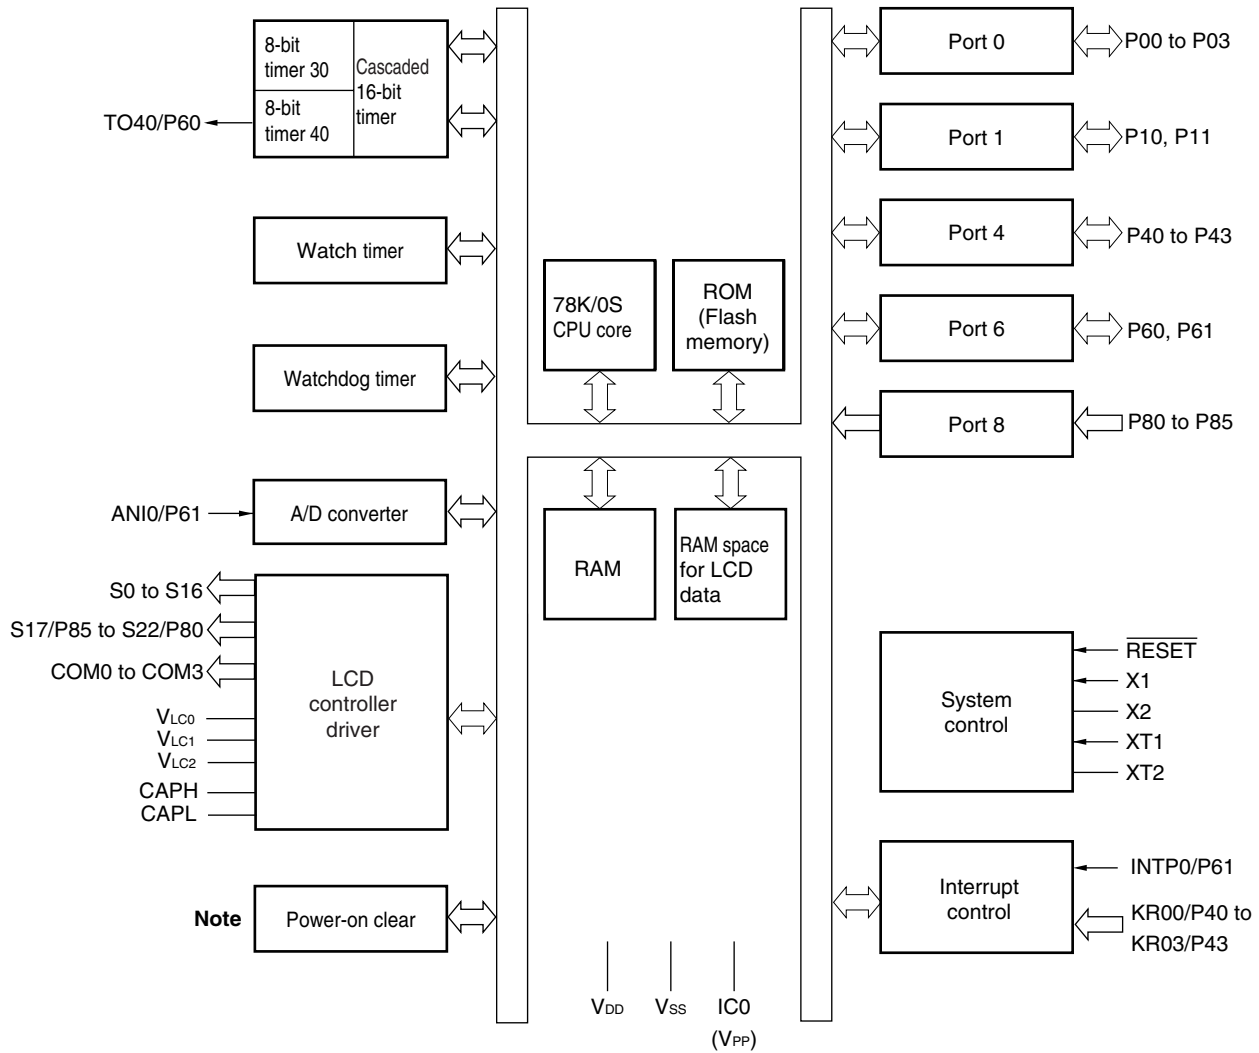 8-bit
timer 30
8-bit
timer 40
Cascaded
16-bit
timer
TO40/P60
Watch timer
Watchdog timer
ANI0/P61
A/D converter
S0 to S16
S17/P85 to S22/P80
COM0 to COM3
VLC0
VLC1
VLC2
CAPH
CAPL
LCD
controller
driver
Note
Power-on clear
78K/0S
CPU core
ROM
(Flash
memory)
RAM
RAM space
for LCD
data
VDD
VSS
IC0
(VPP)
Port 0
P00 to P03
Port 1
P10, P11
Port 4
P40 to P43
Port 6
P60, P61
Port 8
P80 to P85
System
control
RESET
X1
X2
XT1
XT2
Interrupt
control
INTP0/P61
KR00/P40 to
KR03/P43